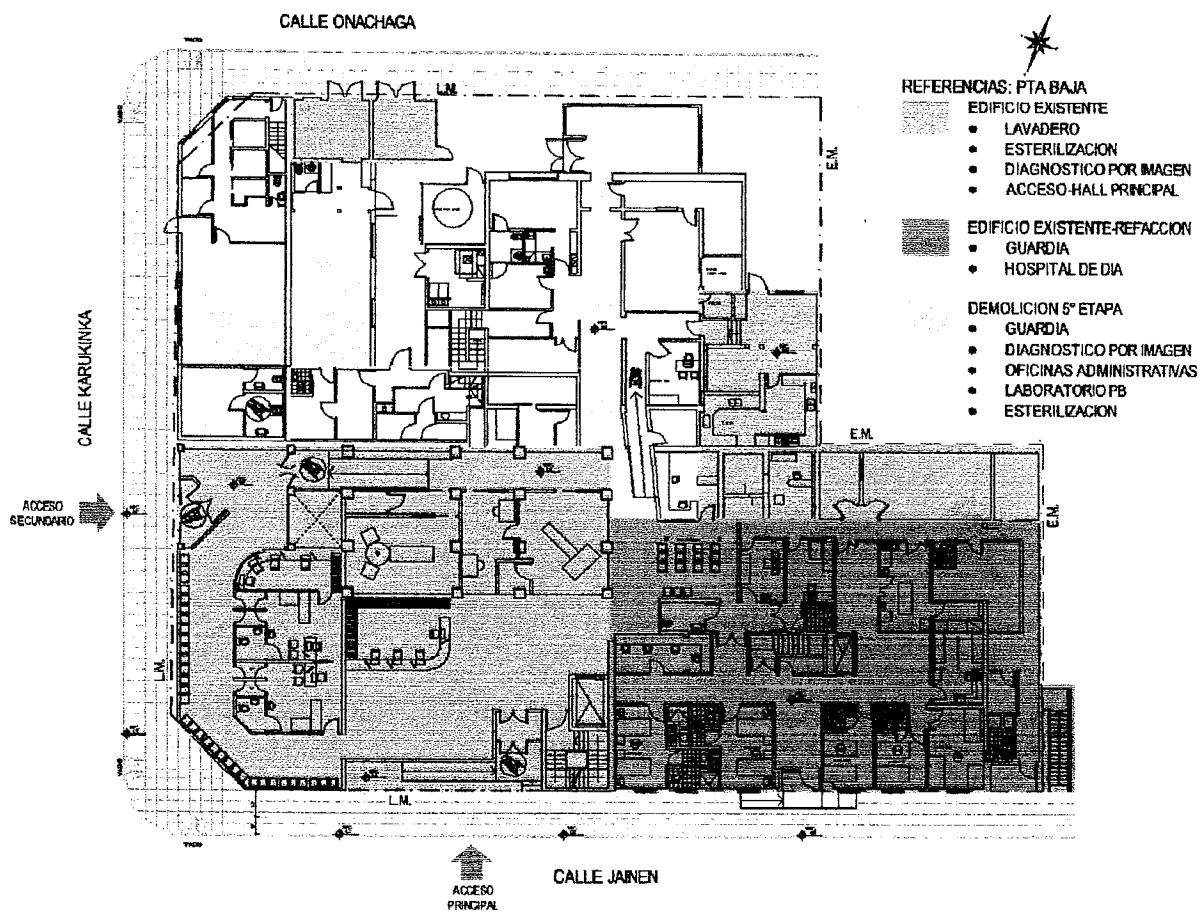 CALLE ONACHAGA
L.M.
REFERENCIAS: PTA BAJA
EDIFICIO EXISTENTE
• LAVADERO
• ESTERILIZACION
• DIAGNOSTICO POR IMAGEN
• ACCESO-HALL PRINCIPAL
EDIFICIO EXISTENTE-REFACCION
• GUARDIA
• HOSPITAL DE DIA
DEMOLICION 5º ETAPA
• GUARDIA
• DIAGNOSTICO POR IMAGEN
• OFICINAS ADMINISTRATIVAS
• LABORATORIO PB
• ESTERILIZACION
E.M.
CALLE KARUKINKA
E.M.
ACCESO
SECUNDARIO
E.M.
L.M.
L.M.
ACCESO
PRINCIPAL
CALLE JAINEN